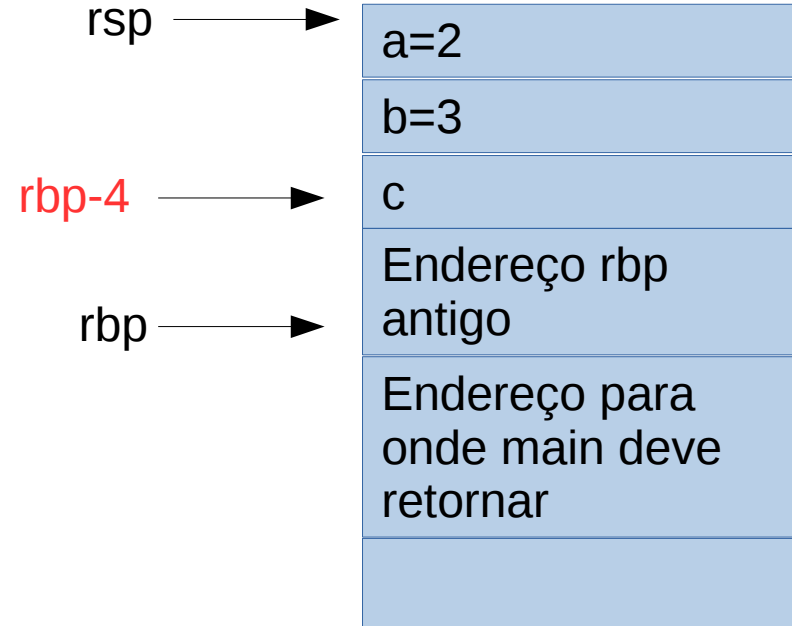 rsp
a=2
b=3
rbp-4
c
Endereço rbp
antigo
rbp
Endereço para
onde main deve
retornar